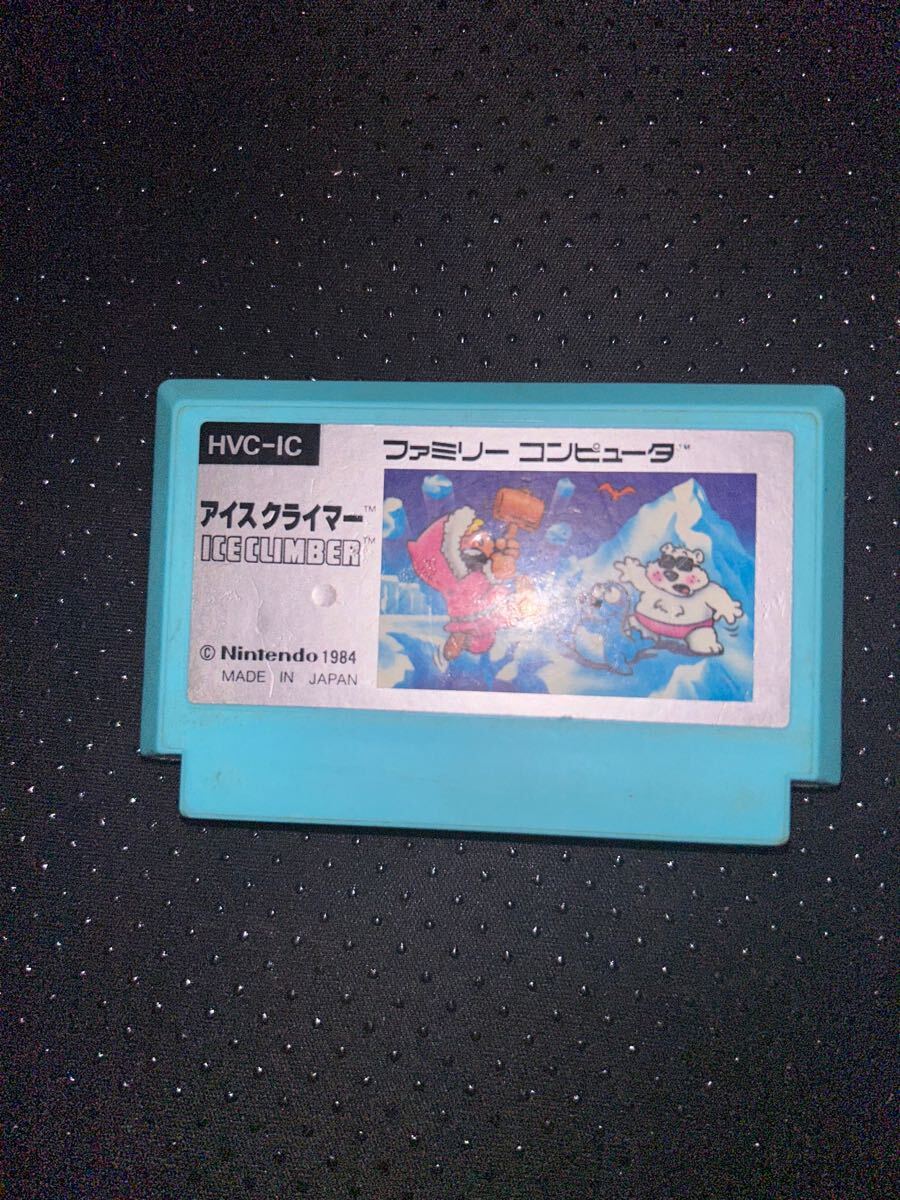 HVC-IC
ファミリー コンピュータ™
アイスクライマー™
ICE CLIMBER™
© Nintendo 1984
MADE IN JAPAN